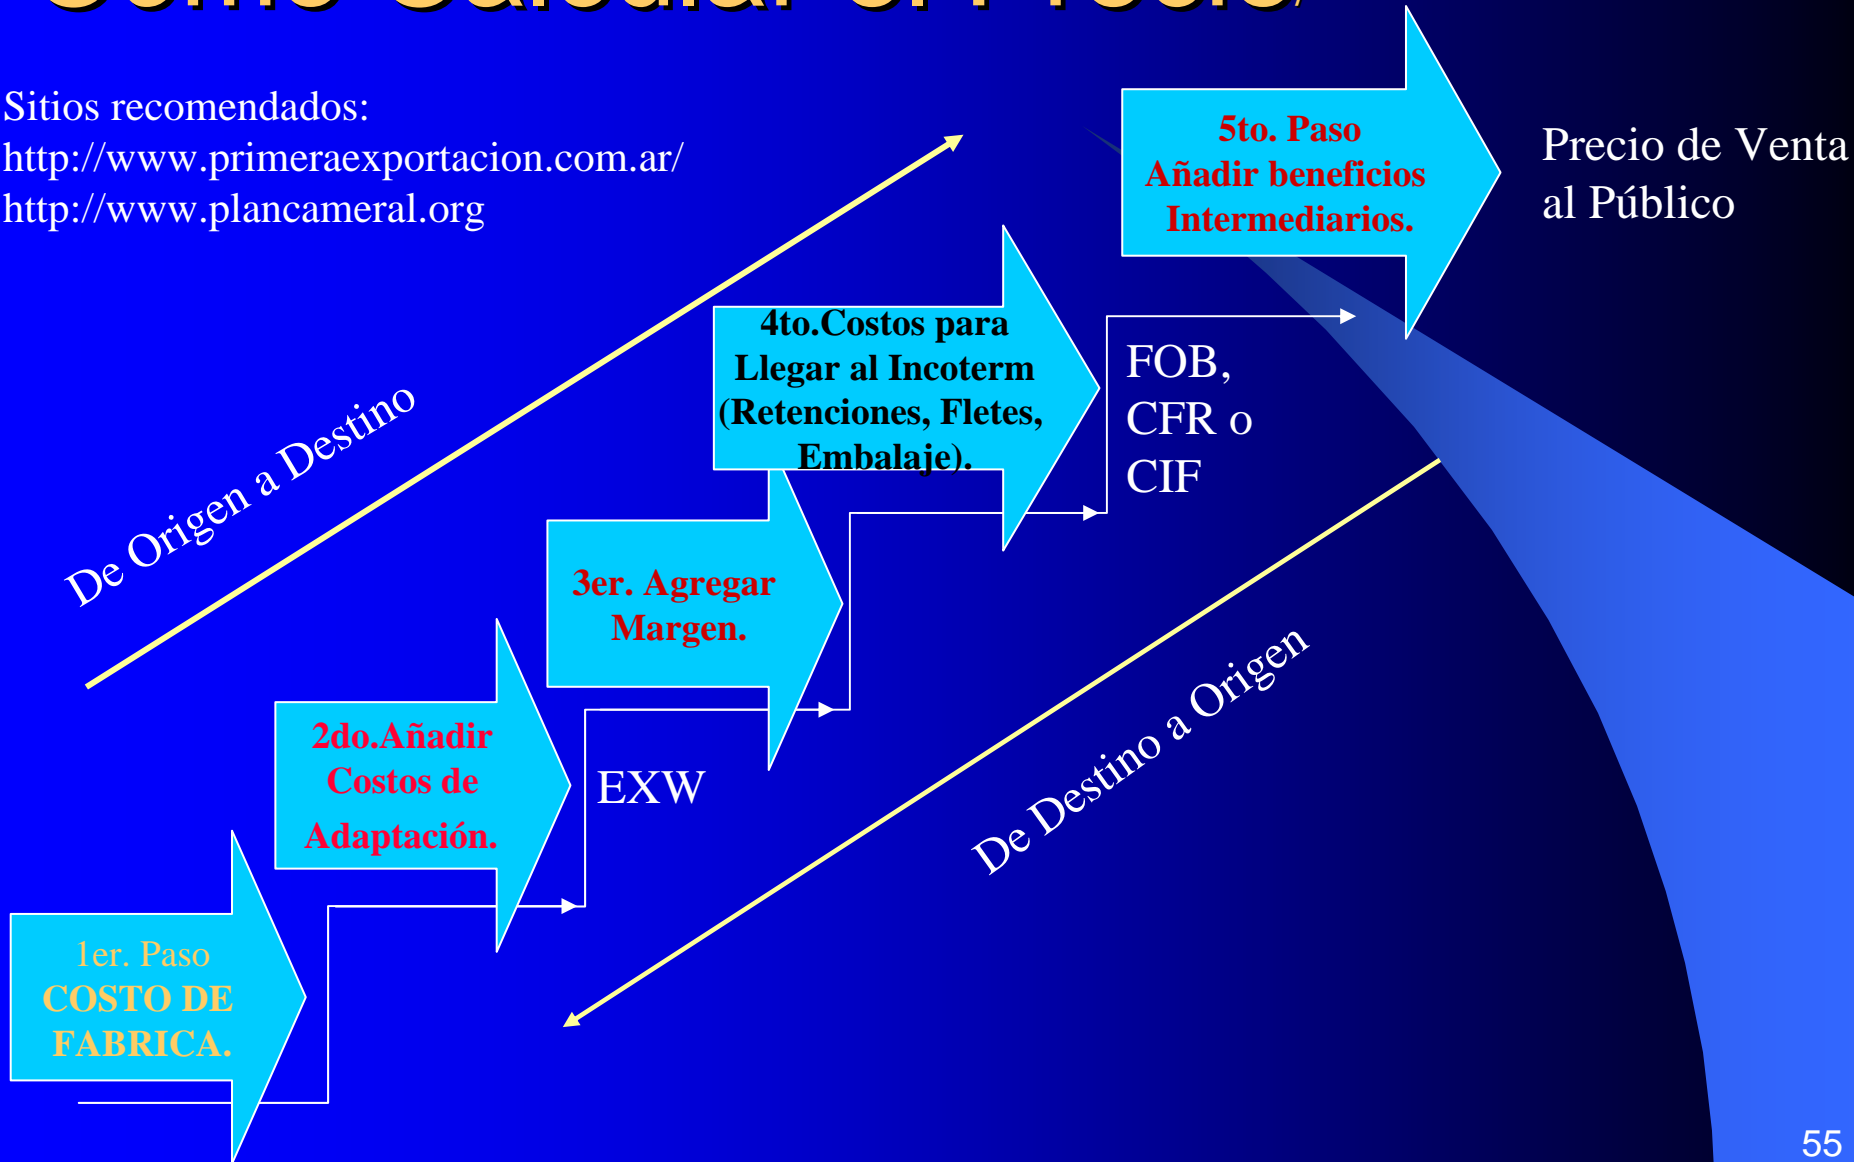 Sitios recomendados:
http://www.primeraexportacion.com.ar/
http://www.plancameral.org
5to. Paso
Añadir beneficios
Intermediarios.
Precio de Venta
al Público
4to.Costos para
Llegar al Incoterm
(Retenciones, Fletes,
Embalaje).
FOB,
CFR o
CIF
De Origen a Destino
3er. Agregar
Margen.
2do.Añadir
Costos de
Adaptación.
EXW
De Destino a Origen
1er. Paso
COSTO DE
FABRICA.
55